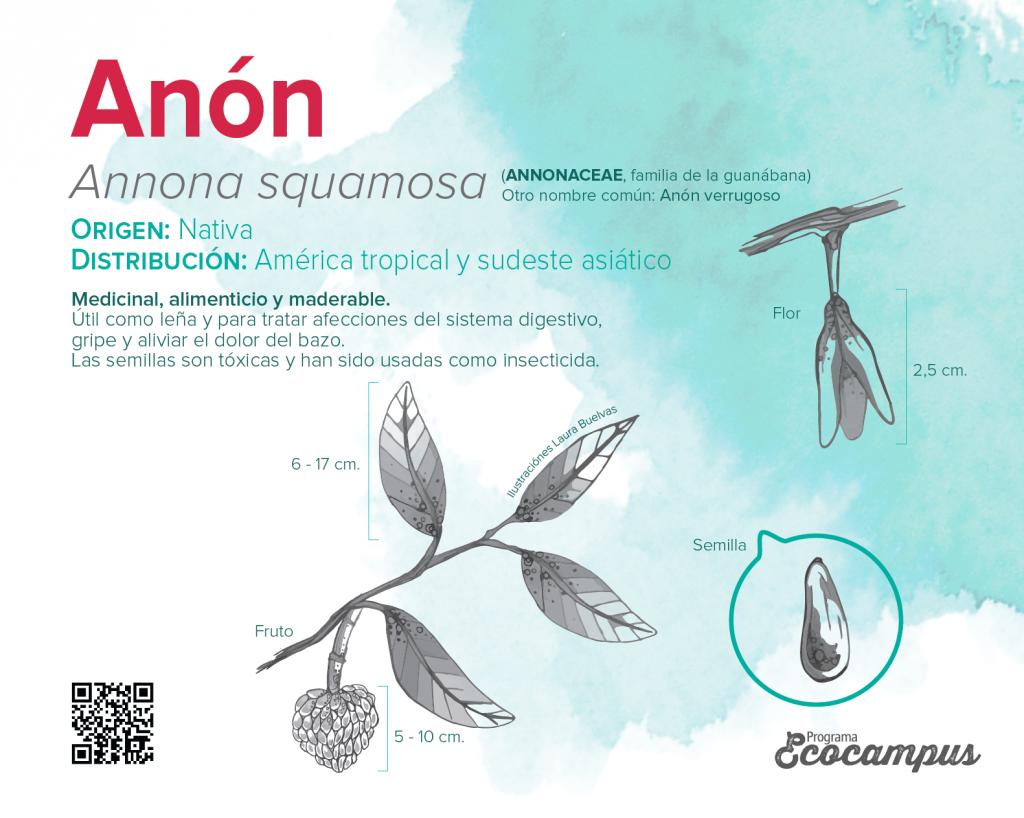 Anón
Annona squamosa
(ANNONACEAE, familia de la guanábana)
Otro nombre común: Anón verrugoso
ORIGEN: Nativa
DISTRIBUCIÓN: América tropical y sudeste asiático
Medicinal, alimenticio y maderable.
Útil como leña y para tratar afecciones del sistema digestivo,
gripe y aliviar el dolor del bazo.
Las semillas son tóxicas y han sido usadas como insecticida.
Flor
2,5 cm.
6 - 17 cm.
Ilustraciónes Laura Buelvas
Semilla
Fruto
5 - 10 cm.
Programa
Ecocampus